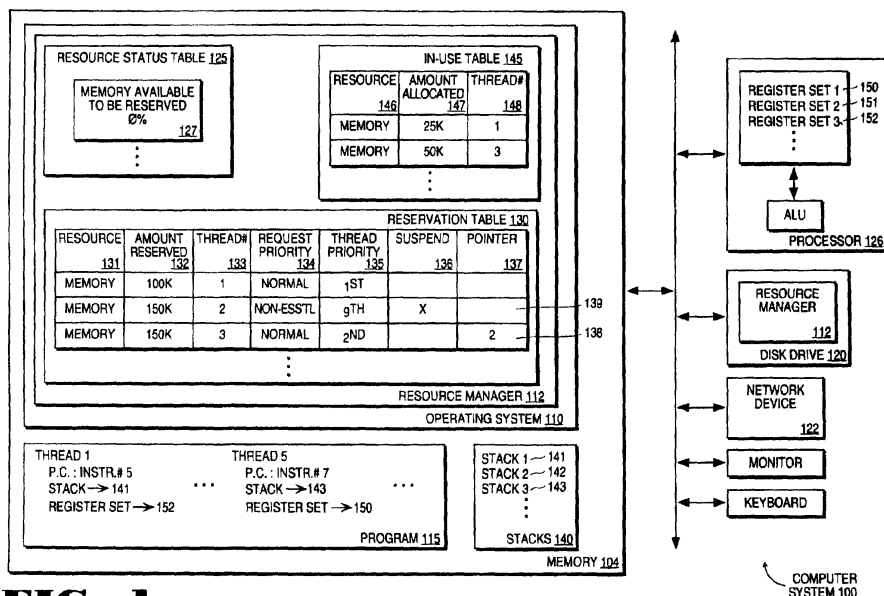 RESOURCE STATUS TABLE 125
MEMORY AVAILABLE
TO BE RESERVED
Ø%
127
IN-USE TABLE 145
RESOURCE 146 AMOUNT ALLOCATED 147 THREAD# 148
MEMORY 25K 1
MEMORY 50K 3
RESERVATION TABLE 130
RESOURCE 131 AMOUNT RESERVED 132 THREAD# 133 REQUEST PRIORITY 134 THREAD PRIORITY 135 SUSPEND 136 POINTER 137
MEMORY 100K 1 NORMAL 1ST
MEMORY 150K 2 NON-ESS'TL 9TH X 139
MEMORY 150K 3 NORMAL 2ND 2 138
RESOURCE MANAGER 112
OPERATING SYSTEM 110
THREAD 1
P.C. : INSTR.# 5
STACK → 141
REGISTER SET → 152
THREAD 5
P.C. : INSTR.# 7
STACK → 143
REGISTER SET → 150
PROGRAM 115
STACK 1 141
STACK 2 142
STACK 3 143
STACKS 140
MEMORY 104
REGISTER SET 1 150
REGISTER SET 2 151
REGISTER SET 3 152
ALU
PROCESSOR 126
RESOURCE
MANAGER
112
DISK DRIVE 120
NETWORK
DEVICE
122
MONITOR
KEYBOARD
COMPUTER
SYSTEM 100